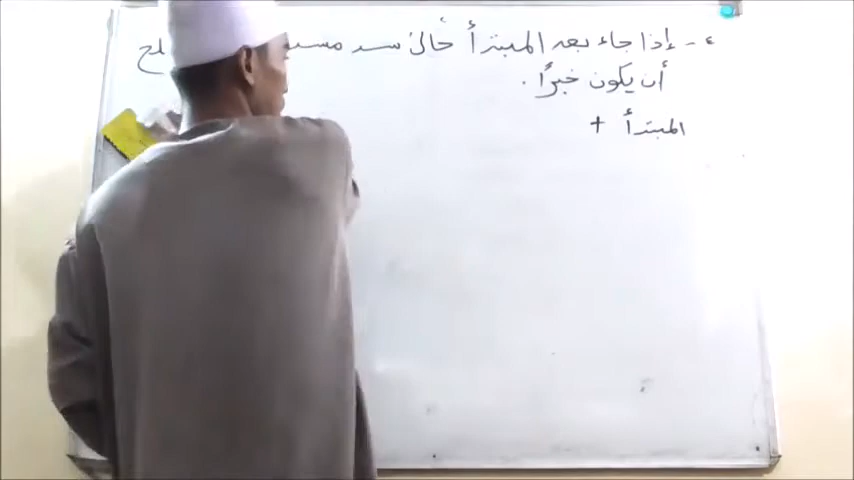 ٤ - إذا جاء بعد المبتدأ حال سد مسد
أن يكون خبرًا .
المبتدأ +